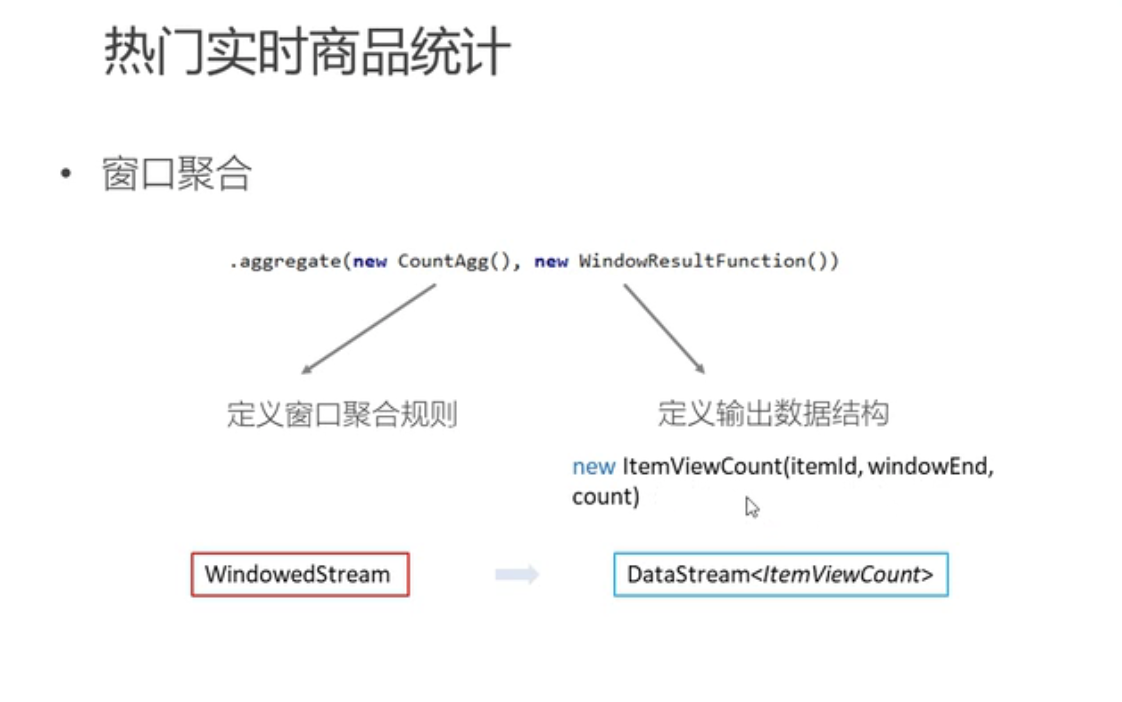 热门实时商品统计
• 窗口聚合
.aggregate(new CountAgg(), new WindowResultFunction())
定义窗口聚合规则
定义输出数据结构
new ItemViewCount(itemId, windowEnd,
count)
WindowedStream
DataStream<ItemViewCount>